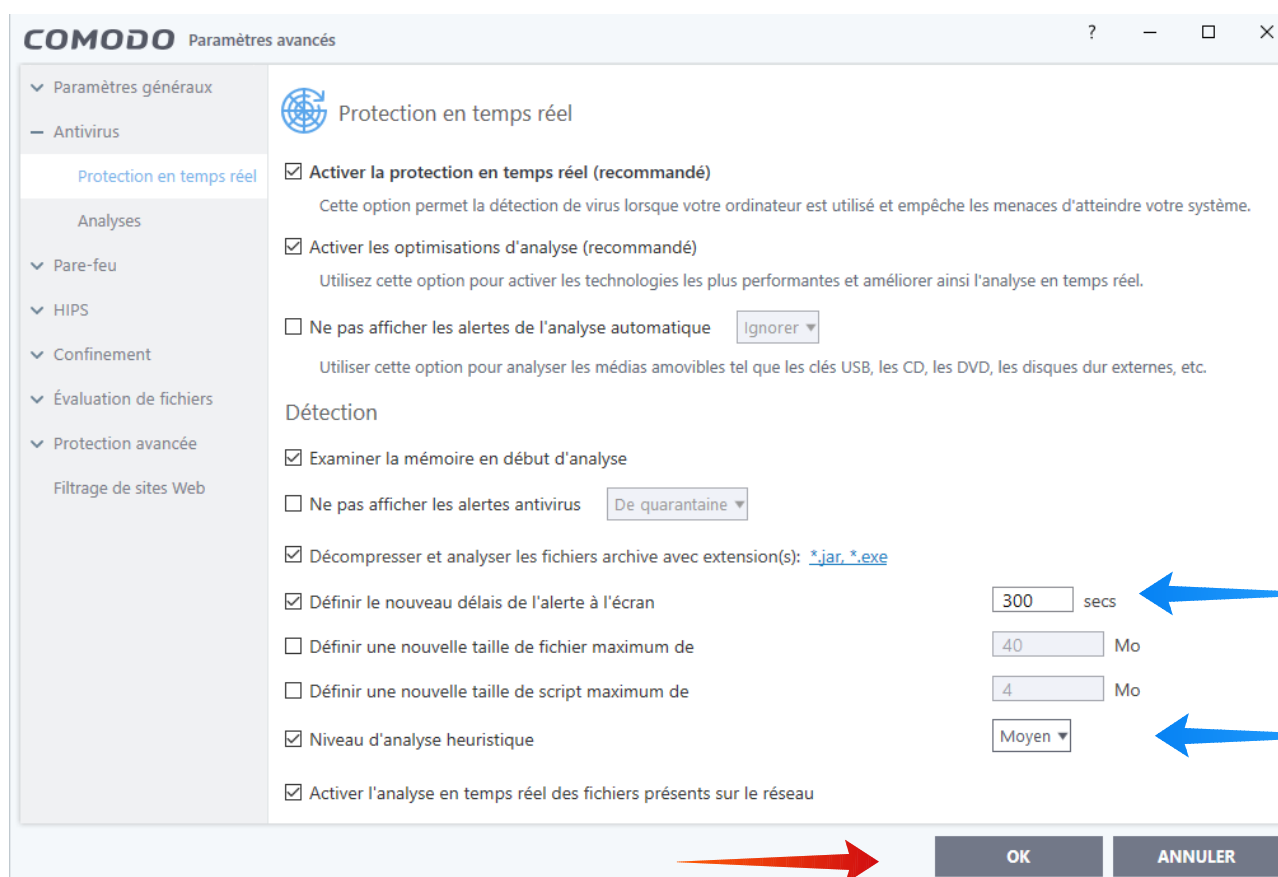 COMODO Paramètres avancés ?
Paramètres généraux
Antivirus
Protection en temps réel
Analyses
Pare-feu
HIPS
Confinement
Évaluation de fichiers
Protection avancée
Filtrage de sites Web
Protection en temps réel
Activer la protection en temps réel (recommandé)
Cette option permet la détection de virus lorsque votre ordinateur est utilisé et empêche les menaces d'atteindre votre système.
Activer les optimisations d'analyse (recommandé)
Utilisez cette option pour activer les technologies les plus performantes et améliorer ainsi l'analyse en temps réel.
Ne pas afficher les alertes de l'analyse automatique Ignorer
Utiliser cette option pour analyser les médias amovibles tel que les clés USB, les CD, les DVD, les disques dur externes, etc.
Détection
Examiner la mémoire en début d'analyse
Ne pas afficher les alertes antivirus De quarantaine
Décompresser et analyser les fichiers archive avec extension(s): *.jar, *.exe
Définir le nouveau délais de l'alerte à l'écran 300 secs
Définir une nouvelle taille de fichier maximum de 40 Mo
Définir une nouvelle taille de script maximum de 4 Mo
Niveau d'analyse heuristique Moyen
Activer l'analyse en temps réel des fichiers présents sur le réseau
OK ANNULER